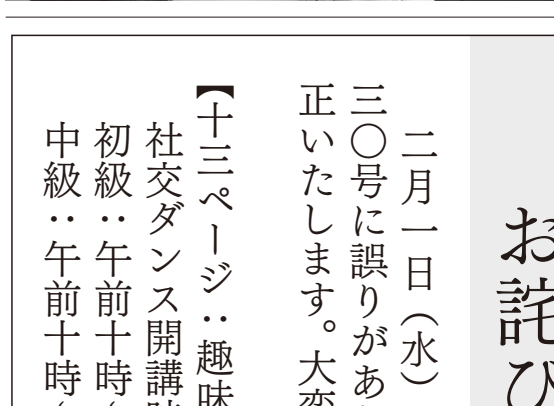 お詫び
二月一日（水）
三〇号に誤りがあ
正いたします。大変
【十三ページ：趣味
社交ダンス開講
初級：午前十時
中級：午前十時